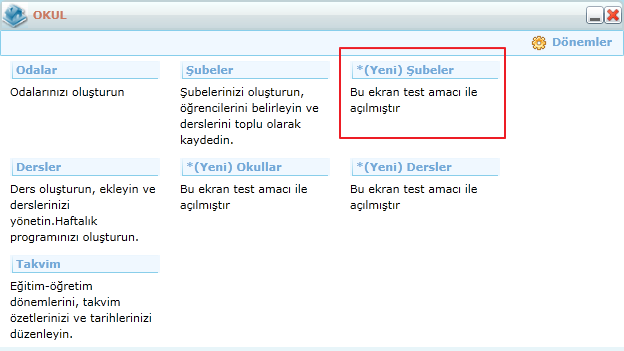 OKUL
Dönemler
Odalar
Odalarınızı oluşturun
Şubeler
Şubelerinizi oluşturun,
öğrencilerini belirleyin ve
derslerini toplu olarak
kaydedin.
*(Yeni) Şubeler
Bu ekran test amacı ile
açılmıştır
Dersler
Ders oluşturun, ekleyin ve
derslerinizi
yönetin.Haftalık
programınızı oluşturun.
*(Yeni) Okullar
Bu ekran test amacı ile
açılmıştır
*(Yeni) Dersler
Bu ekran test amacı ile
açılmıştır
Takvim
Eğitim-öğretim
dönemlerini, takvim
özetlerinizi ve tarihlerinizi
düzenleyin.